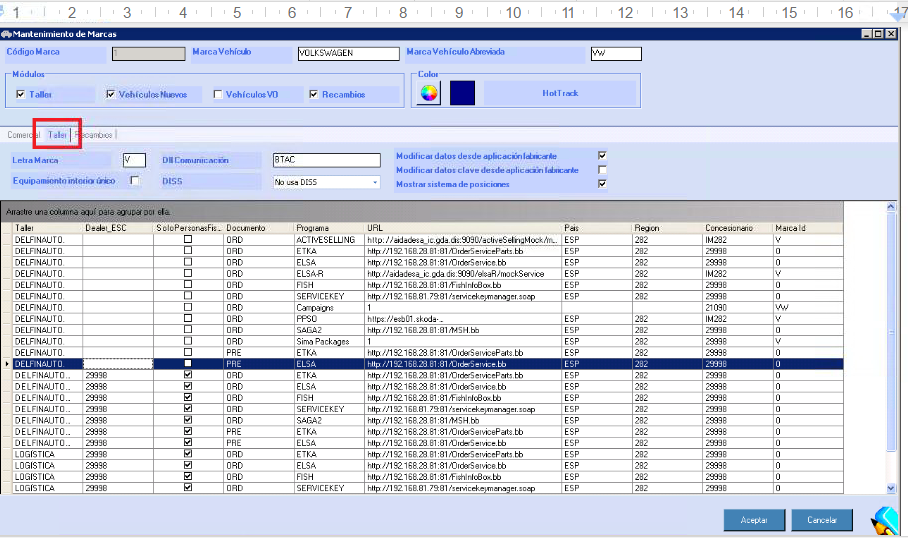 1 2 3 4 5 6 7 8 9 10 11 12 13 14 15 16 17
Mantenimiento de Marcas
Código Marca 1 Marca Vehículo VOLKSWAGEN Marca Vehículo Abreviada VW
Módulos Color
Taller Vehículos Nuevos Vehículos VO Recambios HotTrack
Comercial Taller Recambios
Letra Marca V Dll Comunicación BTAC Modificar datos desde aplicación fabricante
Modificar datos clave desde aplicación fabricante
Equipamiento interior único DISS No usa DISS Mostrar sistema de posiciones
Arrastre una columna aquí para agrupar por ella.
Taller Dealer_ESC SoloPersonasFis... Documento Programa URL Pais Region Concesionario Marca Id
DELFINAUTO. ORD ACTIVESELLING http://aidadesa_ic.gda.dis:9090/activeSellingMock/m... ESP 282 IM282 V
DELFINAUTO. ORD ETKA http://192.168.28.81:81/OrderServiceParts.bb ESP 282 29998 0
DELFINAUTO. ORD ELSA http://192.168.28.81:81/OrderService.bb ESP 282 29998 0
DELFINAUTO. ORD ELSA-R http://aidadesa_ic.gda.dis:9090/elsaR/mockService ESP 282 IM282 V
DELFINAUTO. ORD FISH http://192.168.28.81:81/FishInfoBox.bb ESP 282 29998 0
DELFINAUTO. ORD SERVICEKEY http://192.168.81.79:81/servicekeymanager.soap ESP 282 29998 0
DELFINAUTO. ORD Campaigns 1 21090 VW
DELFINAUTO. ORD PPSO https://esb01.skoda-... ESP 282 IM282 V
DELFINAUTO. ORD SAGA2 http://192.168.28.81:81/MSH.bb ESP 282 29998 0
DELFINAUTO. ORD Sima Packages 1 ESP 282 29998 V
DELFINAUTO. PRE ETKA http://192.168.28.81:81/OrderServiceParts.bb ESP 282 29998 0
DELFINAUTO. PRE ELSA http://192.168.28.81:81/OrderService.bb ESP 282 29998 0
DELFINAUTO... 29998 ORD ETKA http://192.168.28.81:81/OrderServiceParts.bb ESP 282 29998 0
DELFINAUTO... 29998 ORD ELSA http://192.168.28.81:81/OrderService.bb ESP 282 29998 0
DELFINAUTO... 29998 ORD FISH http://192.168.28.81:81/FishInfoBox.bb ESP 282 29998 0
DELFINAUTO... 29998 ORD SERVICEKEY http://192.168.81.79:81/servicekeymanager.soap ESP 282 29998 0
DELFINAUTO... 29998 ORD SAGA2 http://192.168.28.81:81/MSH.bb ESP 282 29998 0
DELFINAUTO... 29998 PRE ETKA http://192.168.28.81:81/OrderServiceParts.bb ESP 282 29998 0
DELFINAUTO... 29998 PRE ELSA http://192.168.28.81:81/OrderService.bb ESP 282 29998 0
LOGÍSTICA 29998 ORD ETKA http://192.168.28.81:81/OrderServiceParts.bb ESP 282 29998 0
LOGÍSTICA 29998 ORD ELSA http://192.168.28.81:81/OrderService.bb ESP 282 29998 0
LOGÍSTICA 29998 ORD FISH http://192.168.28.81:81/FishInfoBox.bb ESP 282 29998 0
LOGÍSTICA 29998 ORD SERVICEKEY http://192.168.81.79:81/servicekeymanager.soap ESP 282 29998 0
Aceptar Cancelar